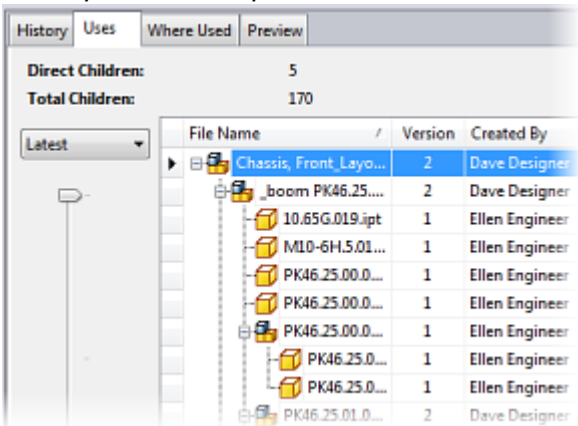 History Uses Where Used Preview
Direct Children: 5
Total Children: 170
Latest
File Name / Version Created By
Chassis, Front_Layo... 2 Dave Designer
_boom PK46.25.... 2 Dave Designer
10.65G.019.ipt 1 Ellen Engineer
M10-6H.5.01... 1 Ellen Engineer
PK46.25.00.0... 1 Ellen Engineer
PK46.25.00.0... 1 Ellen Engineer
PK46.25.00.0... 1 Ellen Engineer
PK46.25.0... 1 Ellen Engineer
PK46.25.0... 1 Ellen Engineer
PK46.25.01.0... 2 Dave Designer